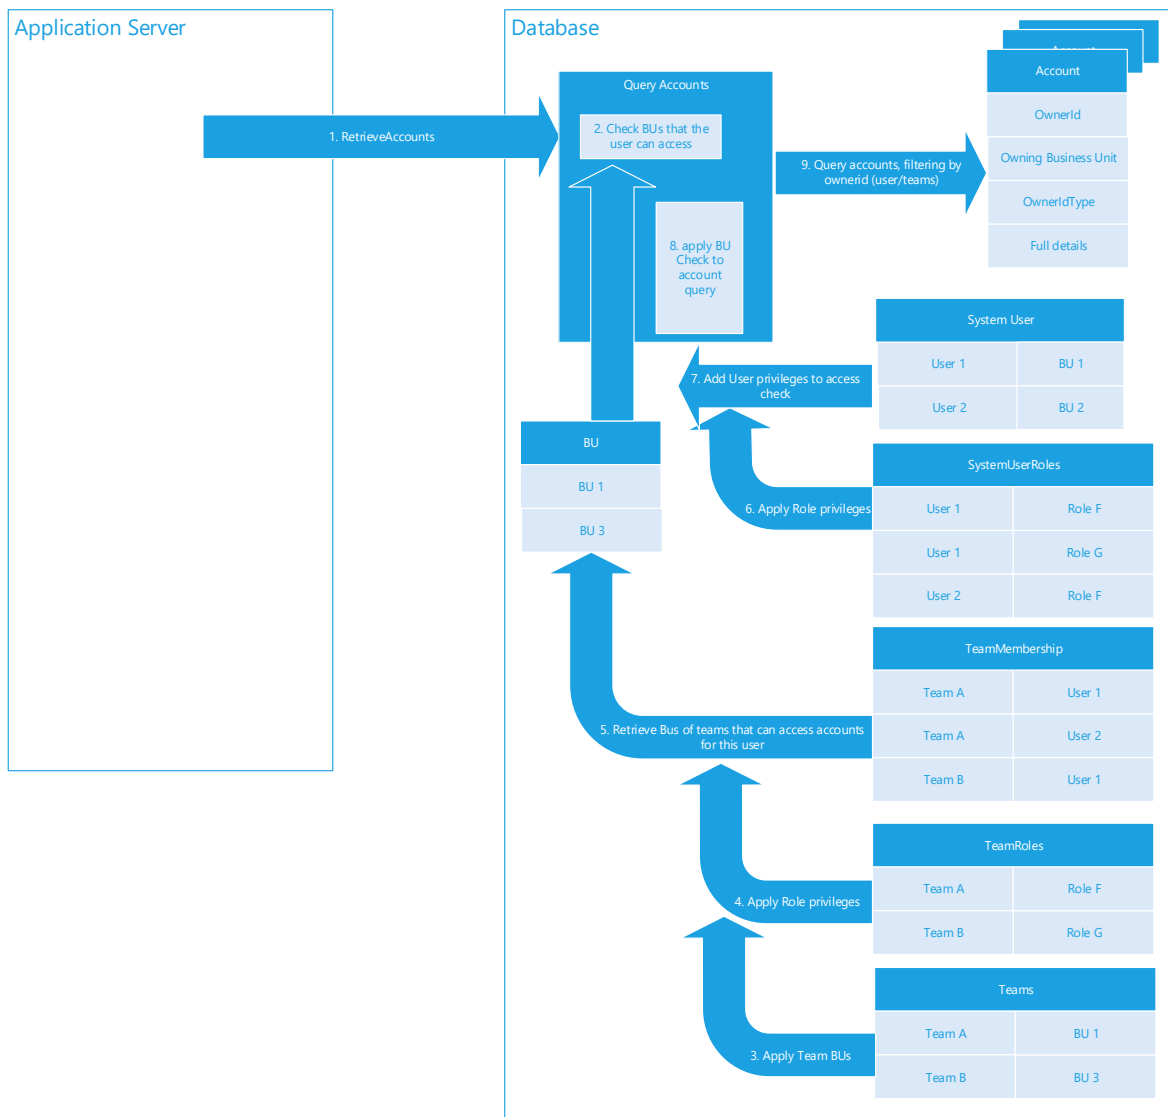 Application Server
Database
Account
Query Accounts
Account
2. Check BUs that the
user can access
OwnerId
1. RetrieveAccounts
9. Query accounts, filtering by
ownerid (user/teams)
Owning Business Unit
OwnerIdType
8. apply BU
Check to
account
query
Full details
System User
User 1
BU 1
User 2
BU 2
7. Add User privileges to access
check
BU
BU 1
BU 3
SystemUserRoles
6. Apply Role privileges
User 1
Role F
User 1
Role G
User 2
Role F
TeamMembership
Team A
User 1
5. Retrieve Bus of teams that can access accounts
for this user
Team A
User 2
Team B
User 1
TeamRoles
4. Apply Role privileges
Team A
Role F
Team B
Role G
Teams
Team A
BU 1
3. Apply Team BUs
Team B
BU 3